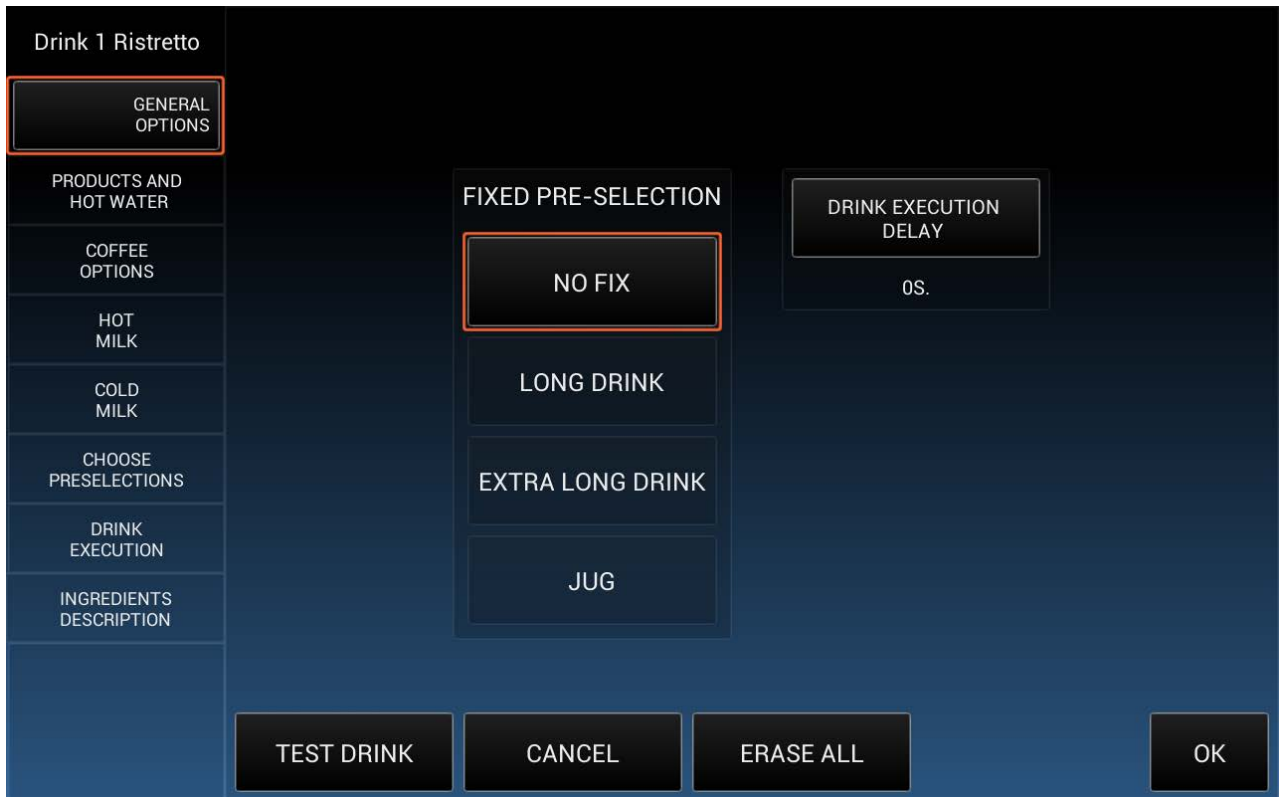 Drink 1 Ristretto
GENERAL
OPTIONS
PRODUCTS AND
HOT WATER
COFFEE
OPTIONS
HOT
MILK
COLD
MILK
CHOOSE
PRESELECTIONS
DRINK
EXECUTION
INGREDIENTS
DESCRIPTION
FIXED PRE-SELECTION
NO FIX
LONG DRINK
EXTRA LONG DRINK
JUG
DRINK EXECUTION
DELAY
0S.
TEST DRINK
CANCEL
ERASE ALL
OK